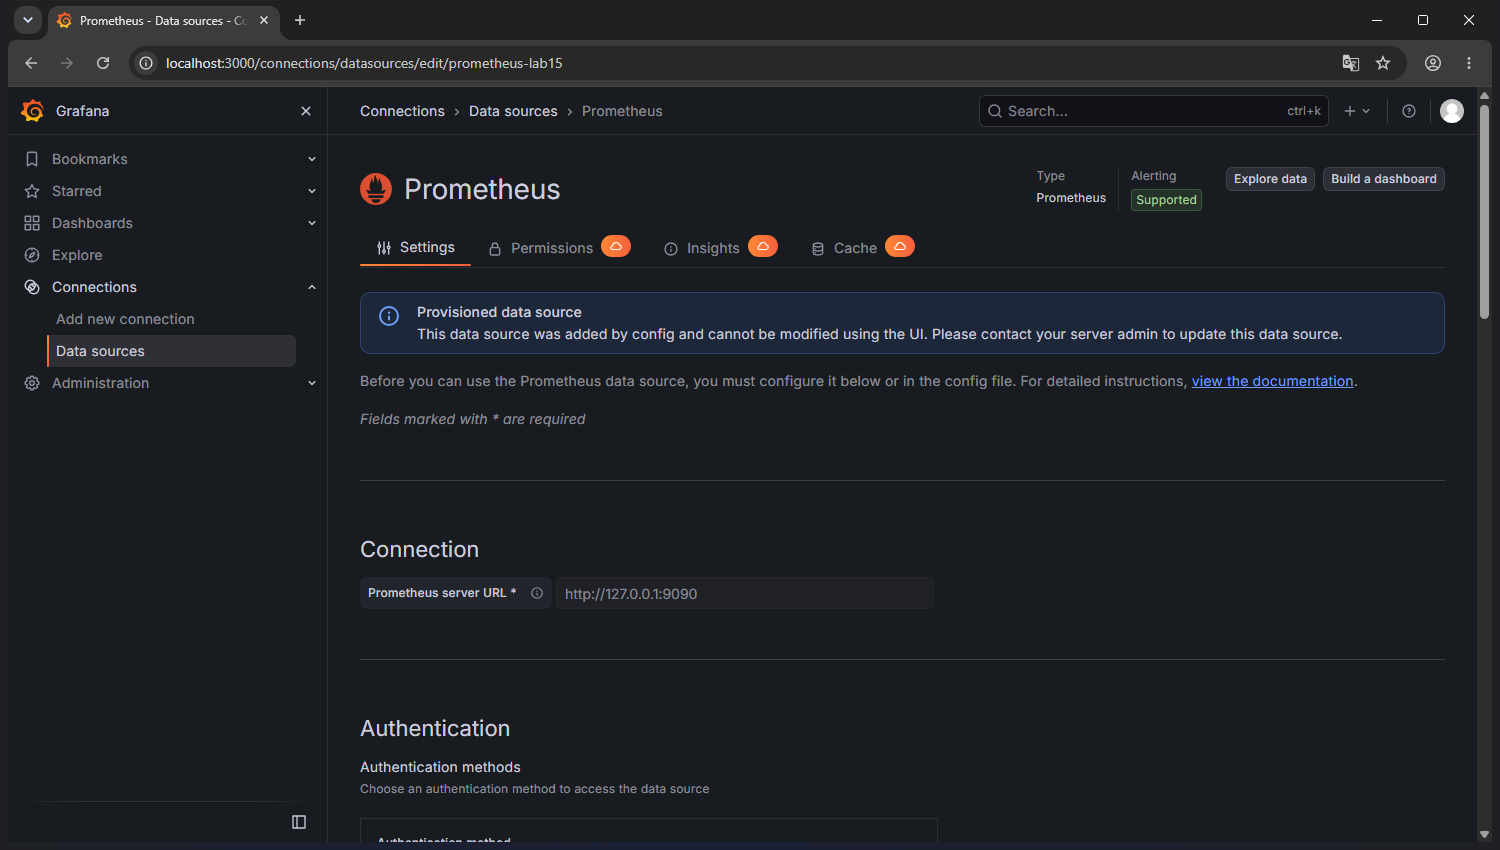 Prometheus - Data sources - Co
localhost:3000/connections/datasources/edit/prometheus-lab15
Grafana
Connections › Data sources › Prometheus
Search... ctrl+k
Bookmarks
Starred
Dashboards
Explore
Connections
Add new connection
Data sources
Administration
Prometheus
Type
Prometheus
Alerting
Supported
Explore data
Build a dashboard
Settings
Permissions
Insights
Cache
Provisioned data source
This data source was added by config and cannot be modified using the UI. Please contact your server admin to update this data source.
Before you can use the Prometheus data source, you must configure it below or in the config file. For detailed instructions, view the documentation.
Fields marked with * are required
Connection
Prometheus server URL * http://127.0.0.1:9090
Authentication
Authentication methods
Choose an authentication method to access the data source
Authentication method